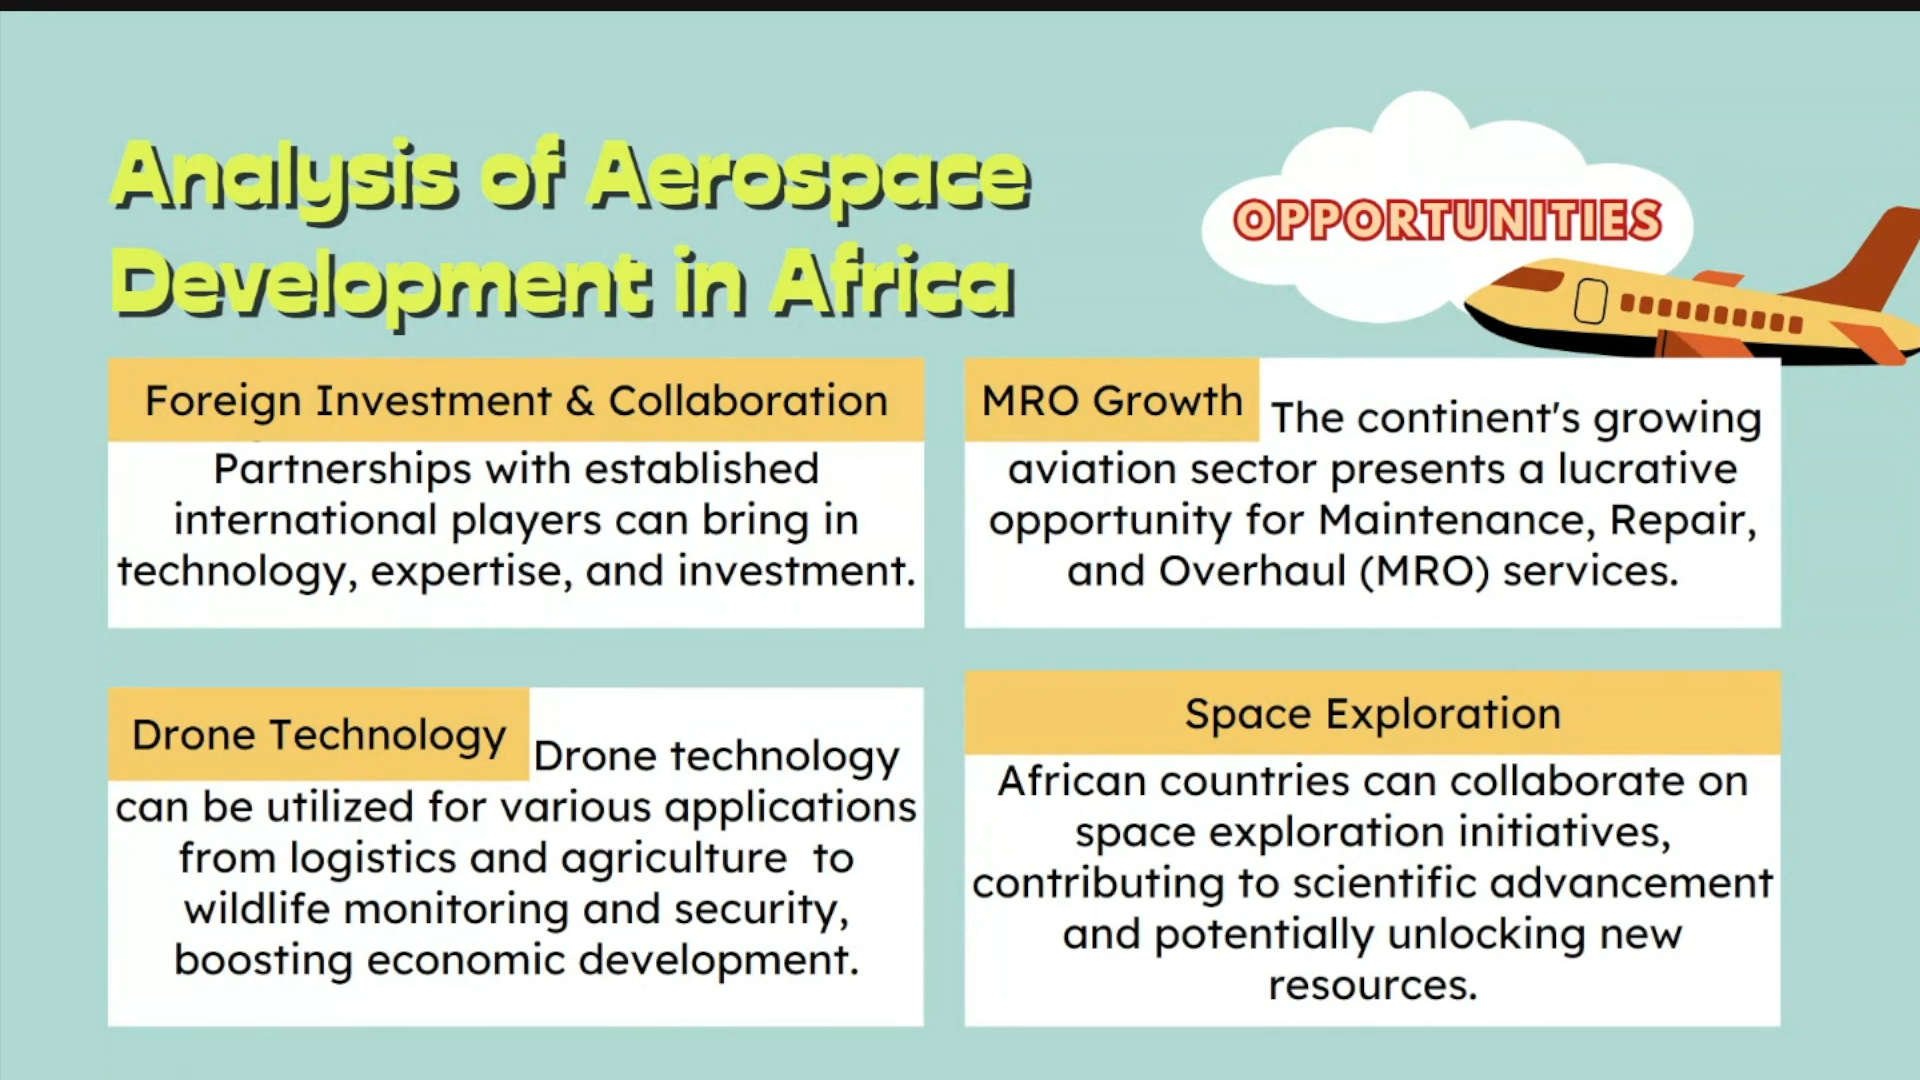 Analysis of Aerospace
Development in Africa
OPPORTUNITIES
Foreign Investment & Collaboration
Partnerships with established
international players can bring in
technology, expertise, and investment.
MRO Growth The continent's growing
aviation sector presents a lucrative
opportunity for Maintenance, Repair,
and Overhaul (MRO) services.
Drone Technology Drone technology
can be utilized for various applications
from logistics and agriculture  to
wildlife monitoring and security,
boosting economic development.
Space Exploration
African countries can collaborate on
space exploration initiatives,
contributing to scientific advancement
and potentially unlocking new
resources.